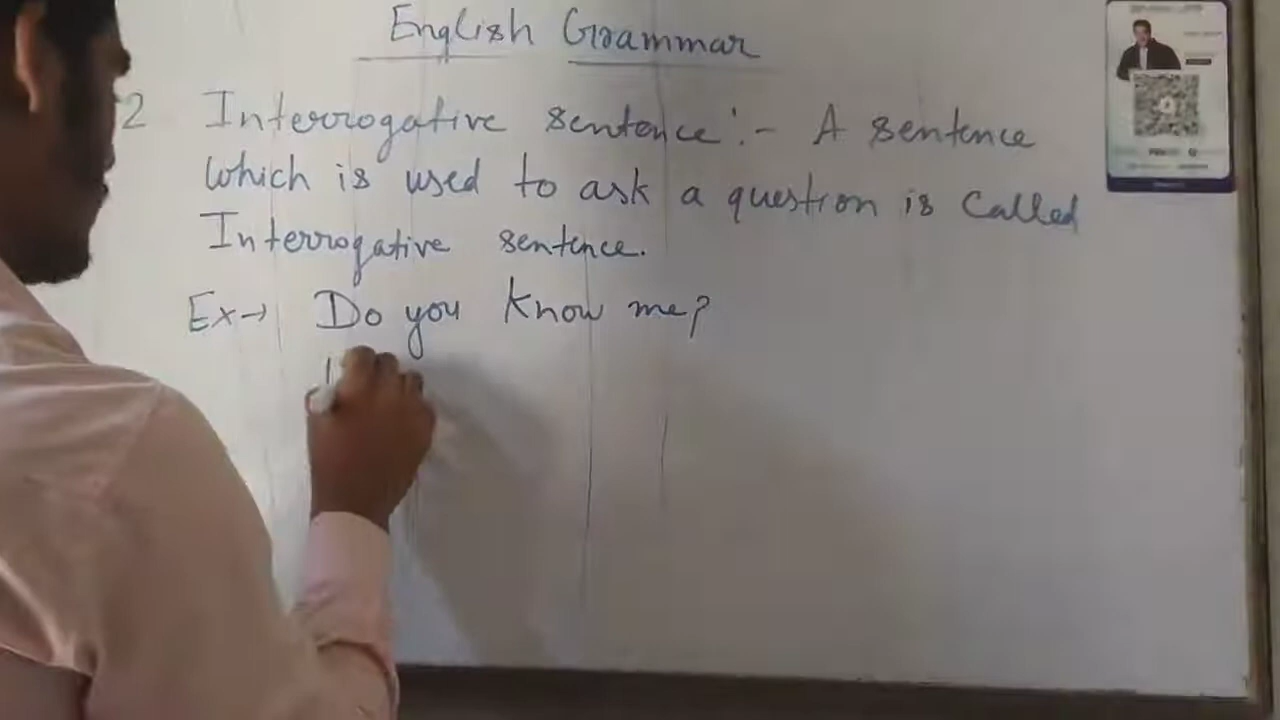 English Grammar
2 Interrogative sentence :- A sentence
which is used to ask a question is Called
Interrogative sentence.
Ex→ Do you know me?